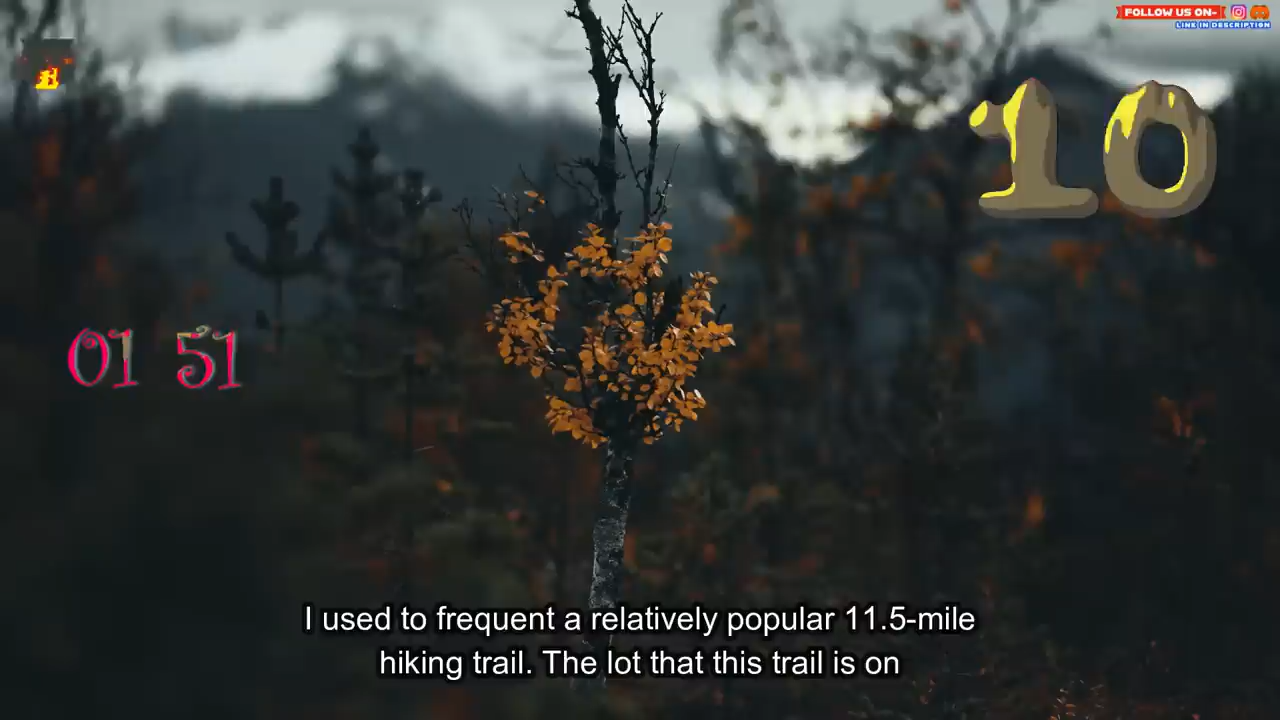 FOLLOW US ON-
LINK IN DESCRIPTION
10
01 51
I used to frequent a relatively popular 11.5-mile
hiking trail. The lot that this trail is on